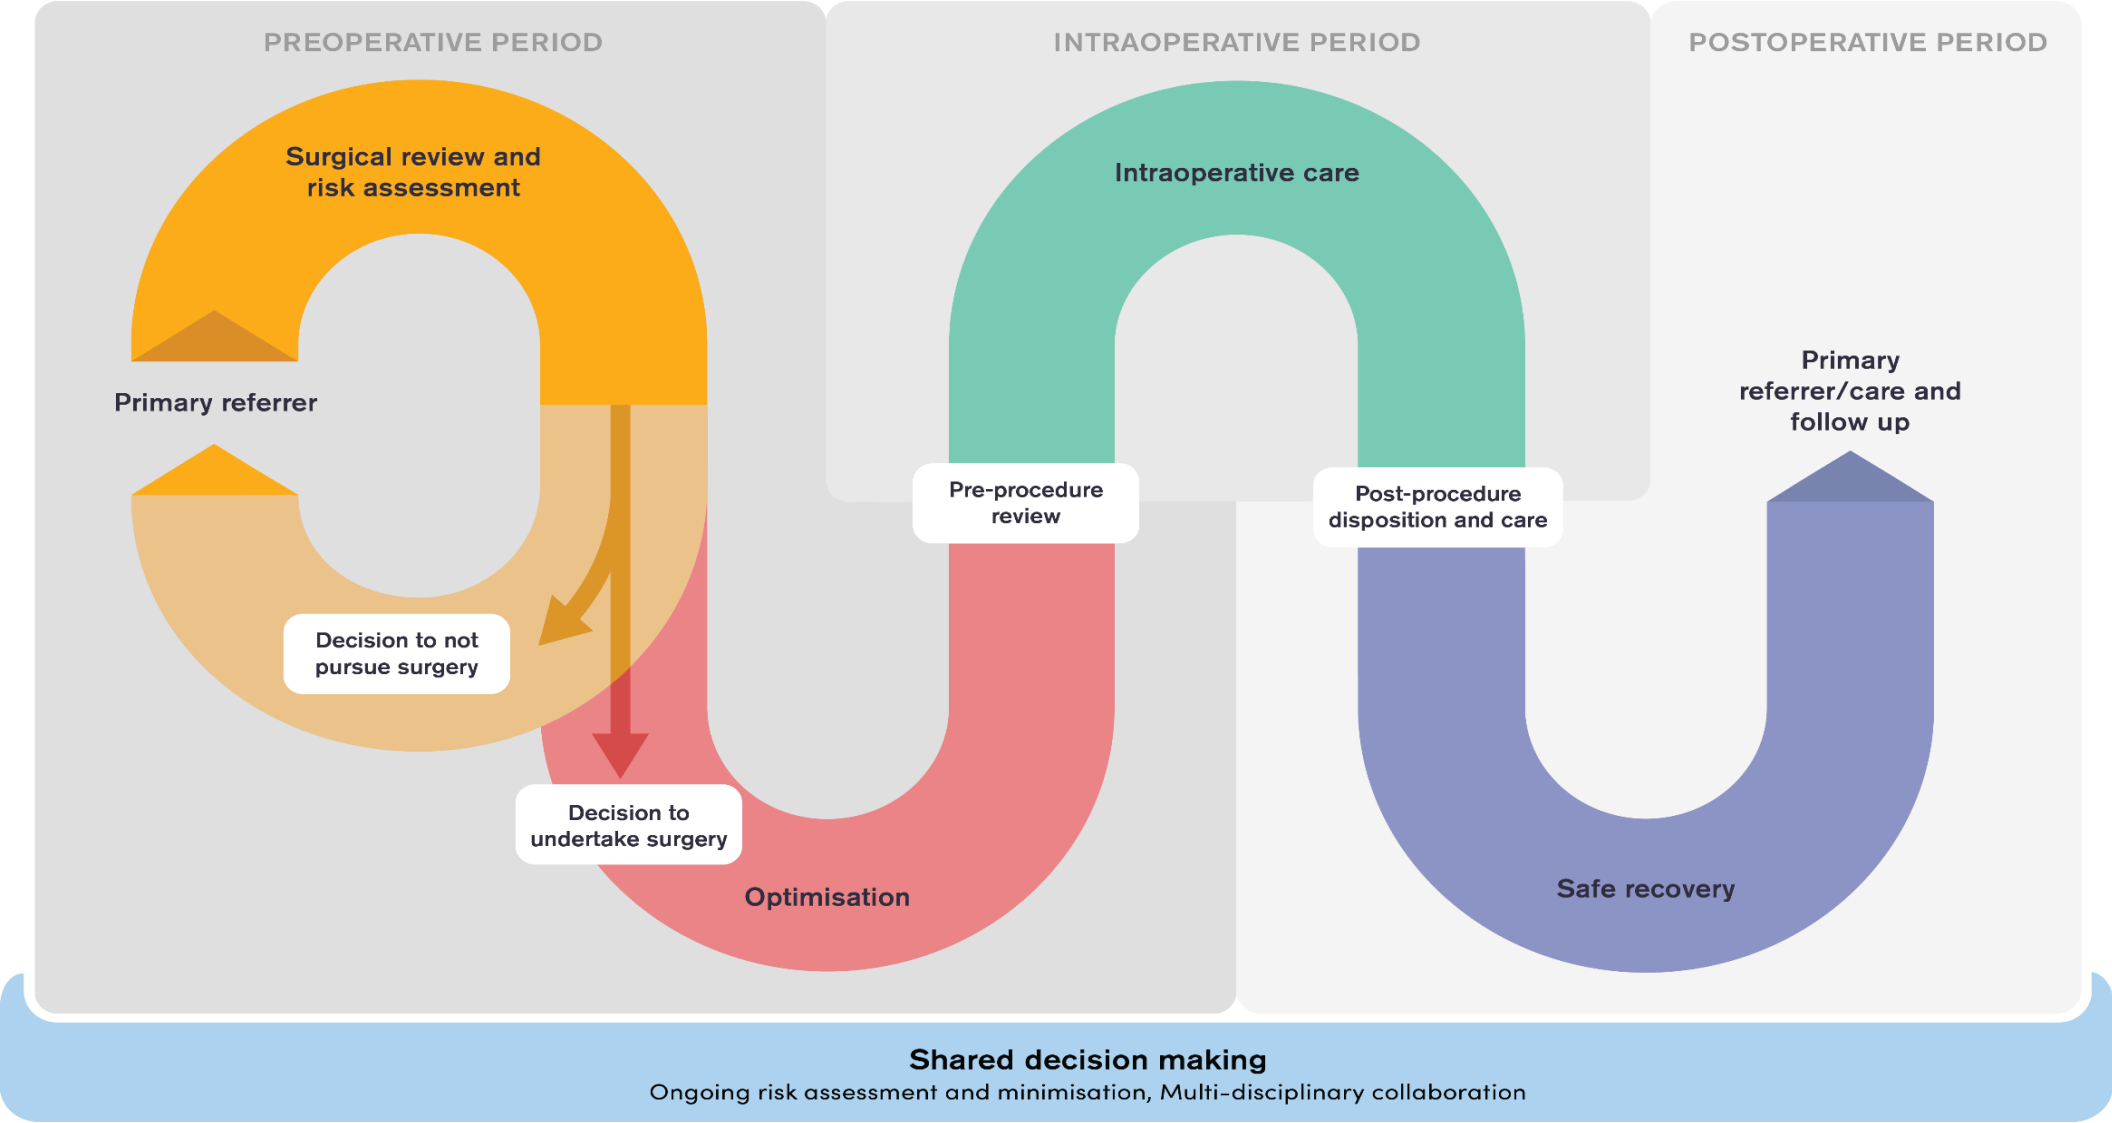 PREOPERATIVE PERIOD
INTRAOPERATIVE PERIOD
POSTOPERATIVE PERIOD
Surgical review and
risk assessment
Primary referrer
Decision to not
pursue surgery
Decision to
undertake surgery
Optimisation
Pre-procedure
review
Intraoperative care
Post-procedure
disposition and care
Safe recovery
Primary
referrer/care and
follow up
Shared decision making
Ongoing risk assessment and minimisation, Multi-disciplinary collaboration